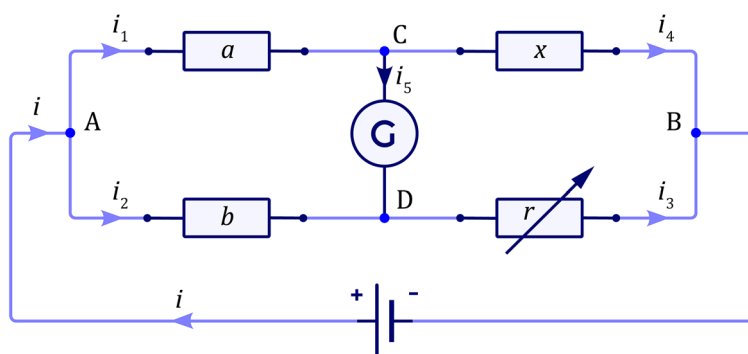 i₁ a C x i₄
i A i₅ G B
i₂ b D r i₃
i + -